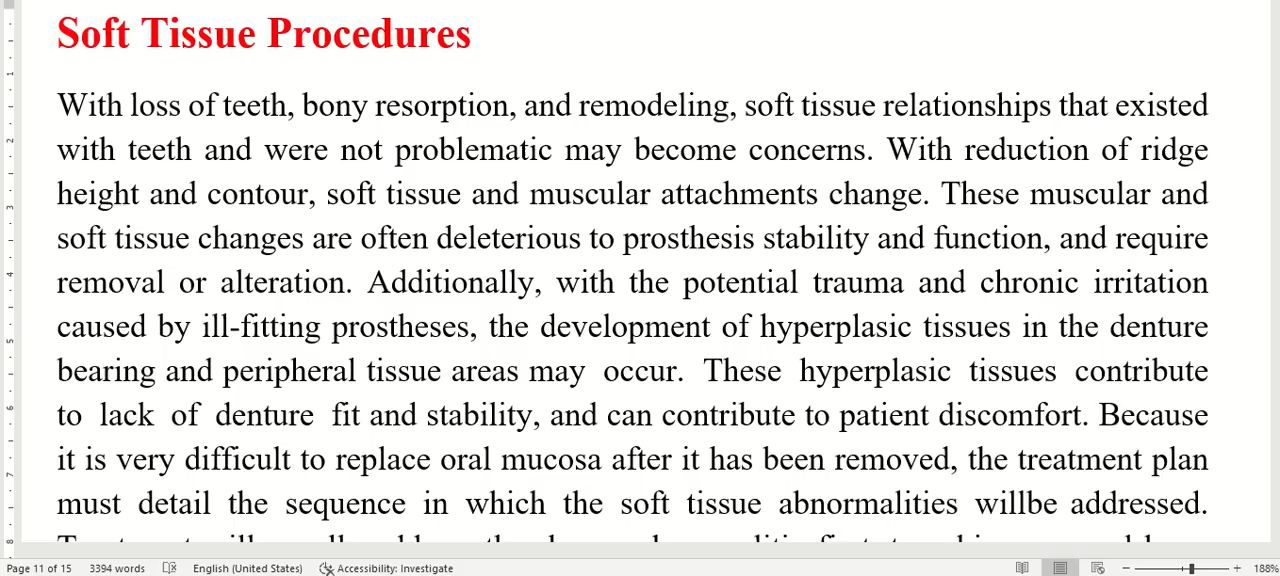 Soft Tissue Procedures
With loss of teeth, bony resorption, and remodeling, soft tissue relationships that existed
with teeth and were not problematic may become concerns. With reduction of ridge
height and contour, soft tissue and muscular attachments change. These muscular and
soft tissue changes are often deleterious to prosthesis stability and function, and require
removal or alteration. Additionally, with the potential trauma and chronic irritation
caused by ill-fitting prostheses, the development of hyperplasic tissues in the denture
bearing and peripheral tissue areas may occur. These hyperplasic tissues contribute
to lack of denture fit and stability, and can contribute to patient discomfort. Because
it is very difficult to replace oral mucosa after it has been removed, the treatment plan
must detail the sequence in which the soft tissue abnormalities willbe addressed.
Page 11 of 15 3394 words English (United States) Accessibility: Investigate 188%